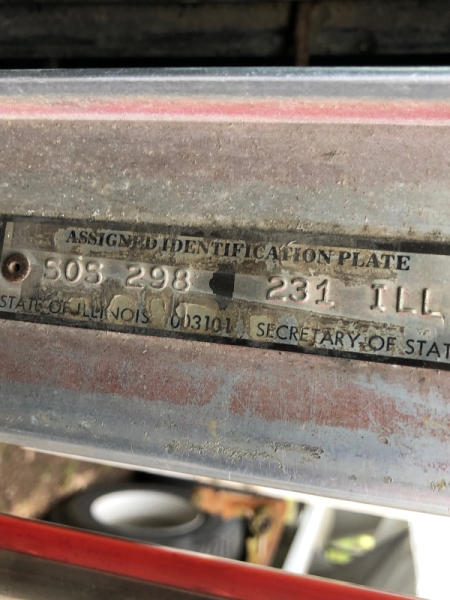 ASSIGNED IDENTIFICATION PLATE
SOS 298 231 ILL
STATE OF ILLINOIS 003101 SECRETARY OF STAT